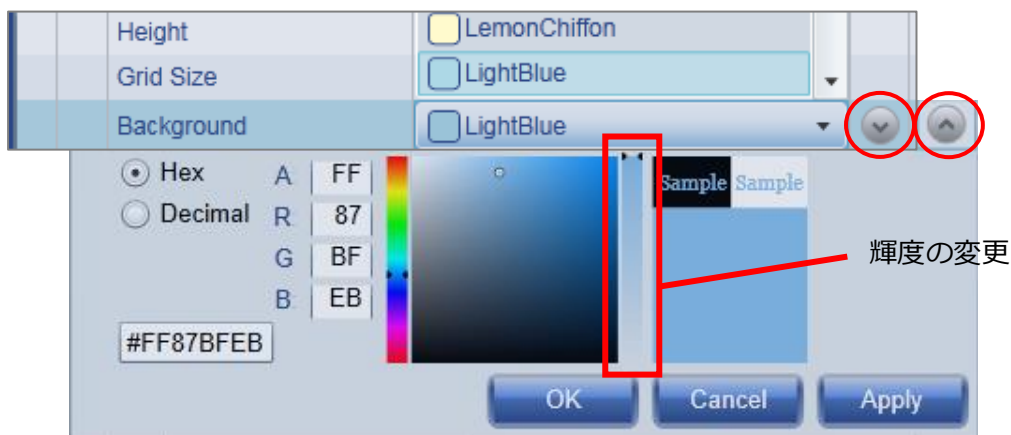 Height LemonChiffon
Grid Size LightBlue
Background LightBlue
Hex A FF
Decimal R 87
G BF
B EB
#FF87BFEB
Sample Sample
輝度の変更
OK Cancel Apply